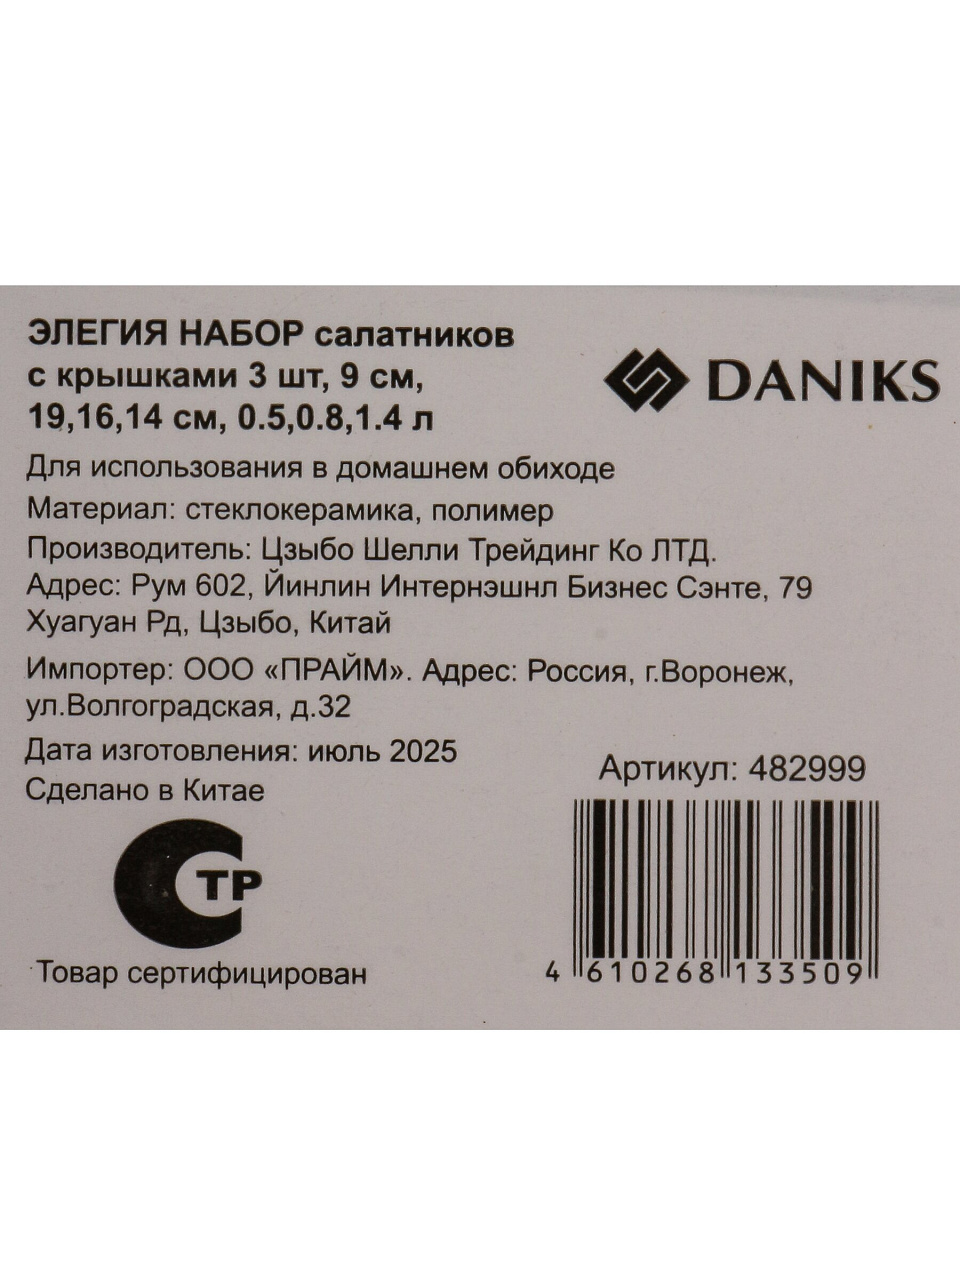 ЭЛЕГИЯ НАБОР салатников
с крышками 3 шт, 9 см,
19,16,14 см, 0.5,0.8,1.4 л
DANIKS
Для использования в домашнем обиходе
Материал: стеклокерамика, полимер
Производитель: Цзыбо Шелли Трейдинг Ко ЛТД.
Адрес: Рум 602, Йинлин Интернэшнл Бизнес Сэнте, 79
Хуагуан Рд, Цзыбо, Китай
Импортер: ООО «ПРАЙМ». Адрес: Россия, г.Воронеж,
ул.Волгоградская, д.32
Дата изготовления: июль 2025
Сделано в Китае
Артикул: 482999
ТР
Товар сертифицирован
4 610268 133509